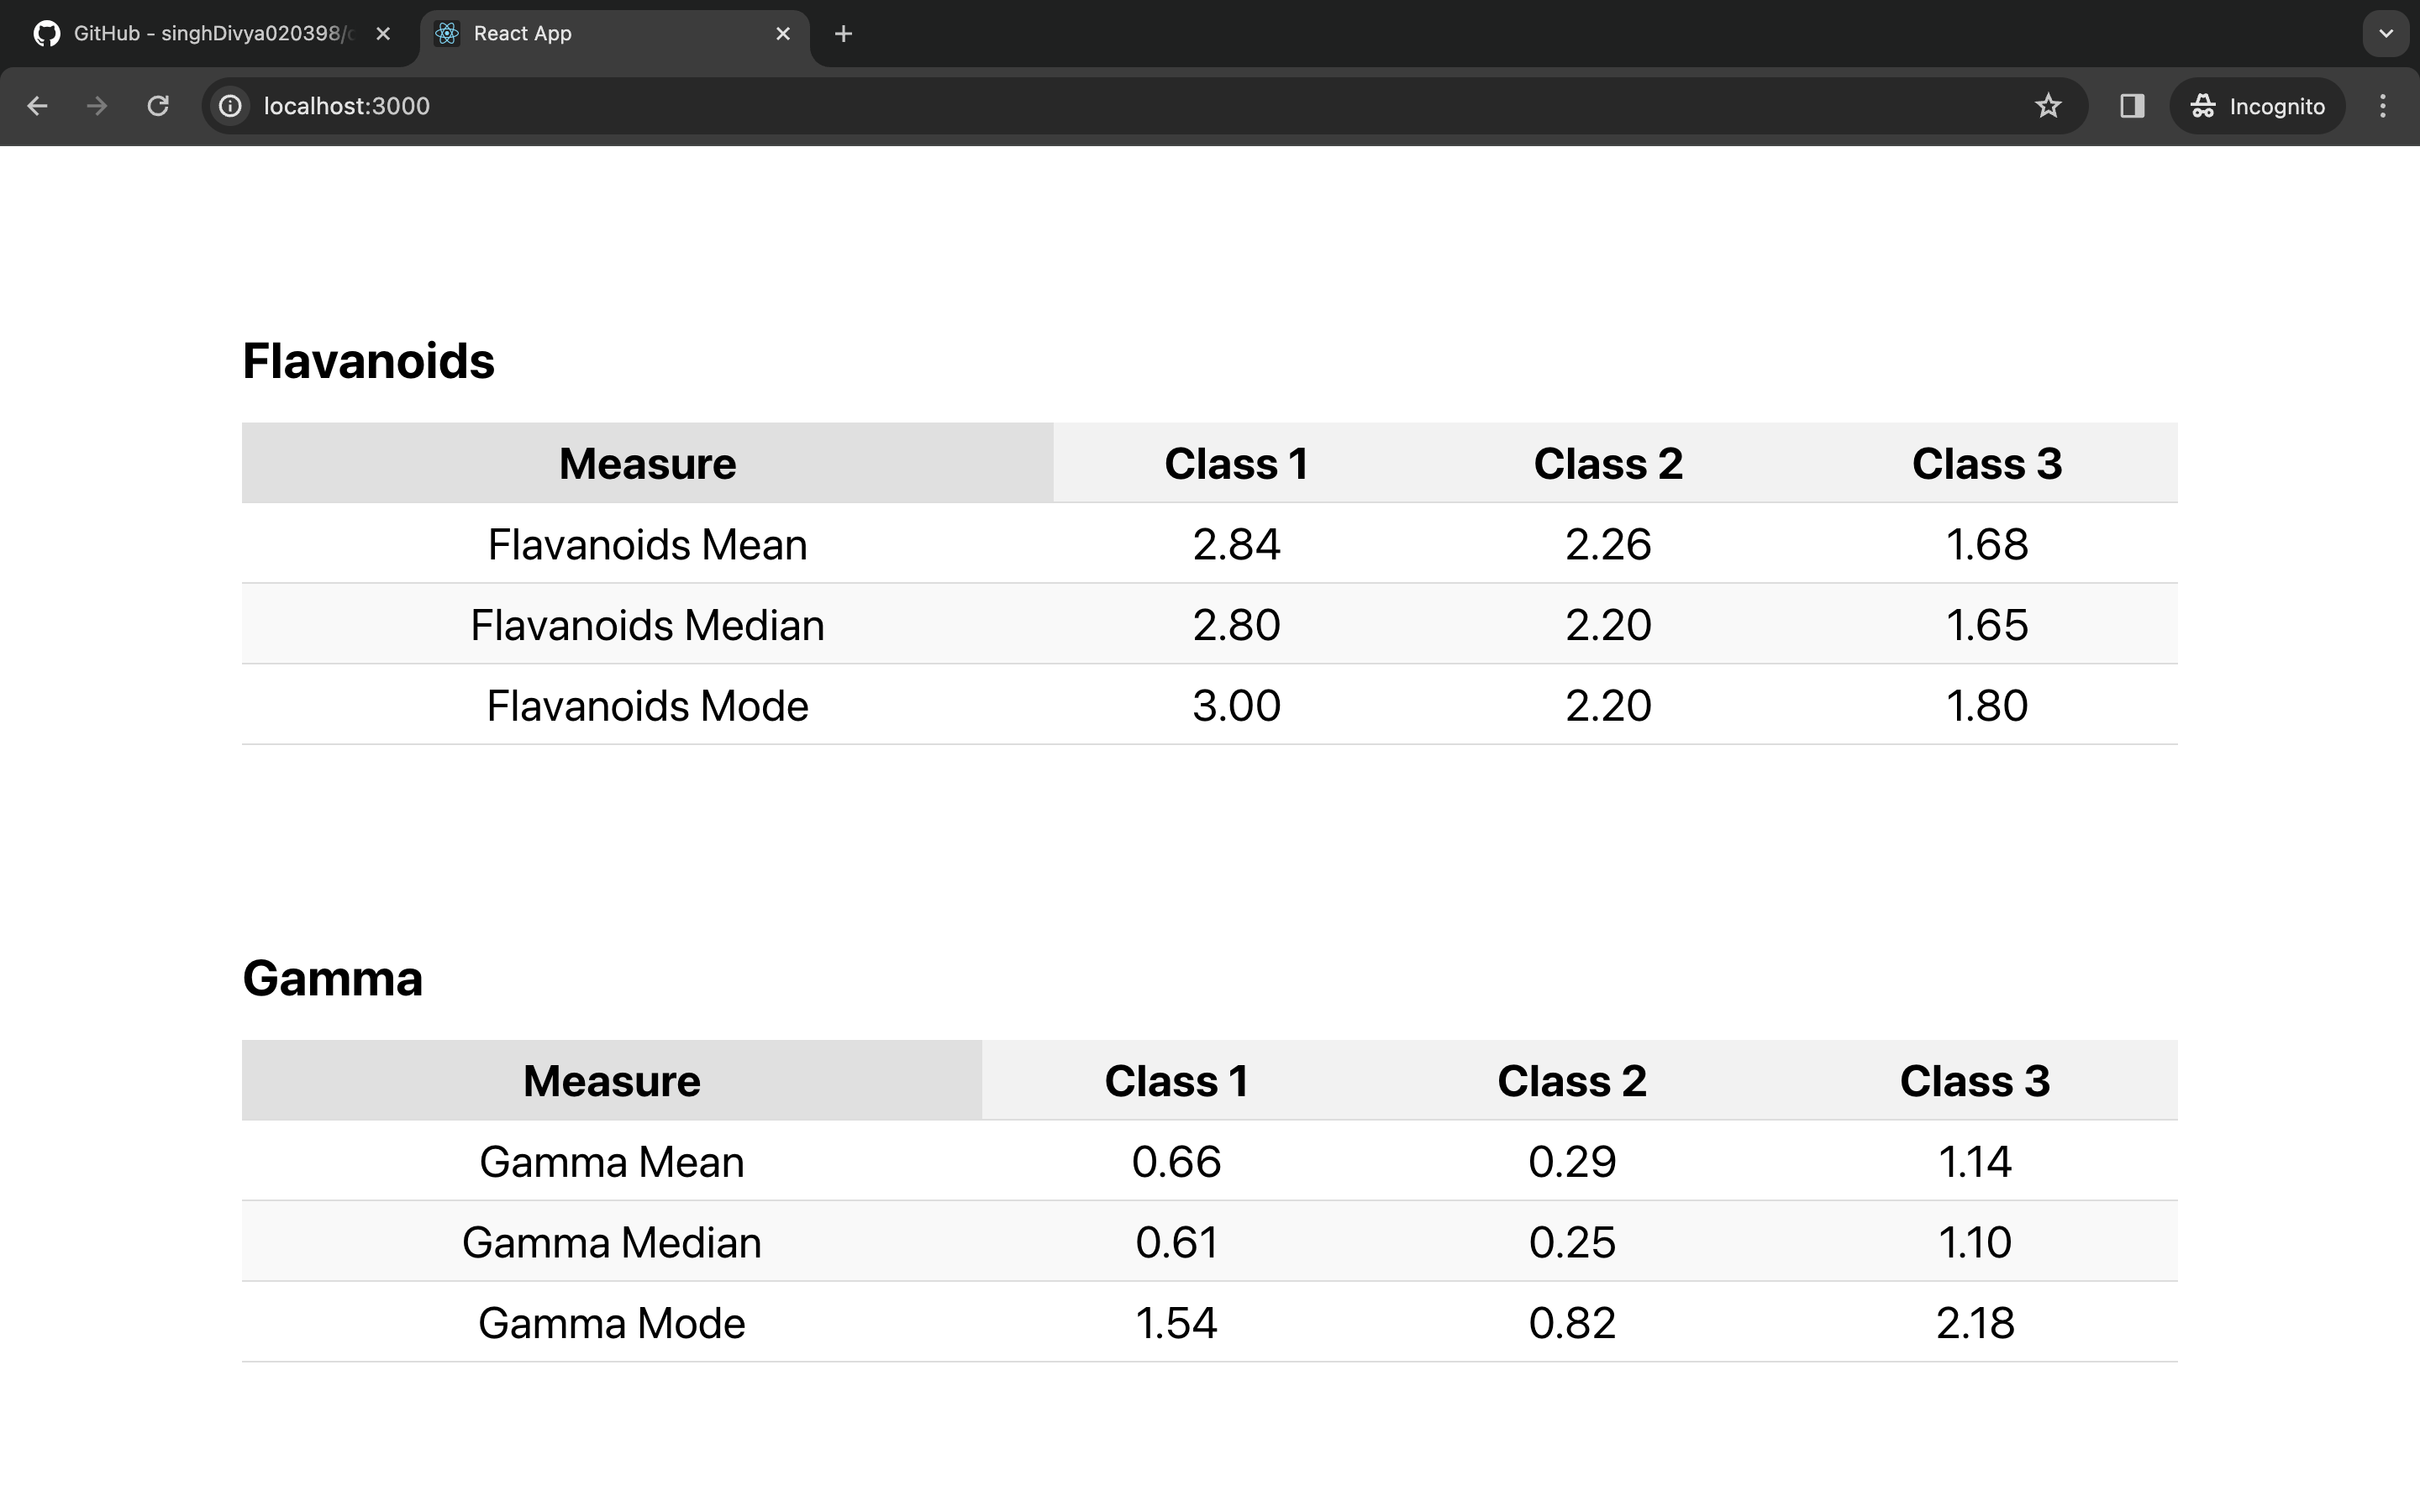 GitHub - singhDivya020398/
React App
localhost:3000
Incognito
Flavanoids
Measure Class 1 Class 2 Class 3
Flavanoids Mean 2.84 2.26 1.68
Flavanoids Median 2.80 2.20 1.65
Flavanoids Mode 3.00 2.20 1.80
Gamma
Measure Class 1 Class 2 Class 3
Gamma Mean 0.66 0.29 1.14
Gamma Median 0.61 0.25 1.10
Gamma Mode 1.54 0.82 2.18